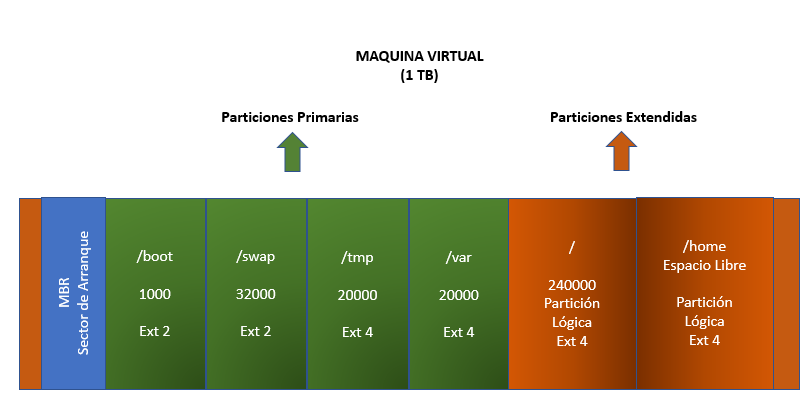 MAQUINA VIRTUAL
(1 TB)
Particiones Primarias
Particiones Extendidas
MBR
Sector de Arranque
/boot
1000
Ext 2
/swap
32000
Ext 2
/tmp
20000
Ext 4
/var
20000
Ext 4
/
240000
Partición
Lógica
Ext 4
/home
Espacio Libre
Partición
Lógica
Ext 4